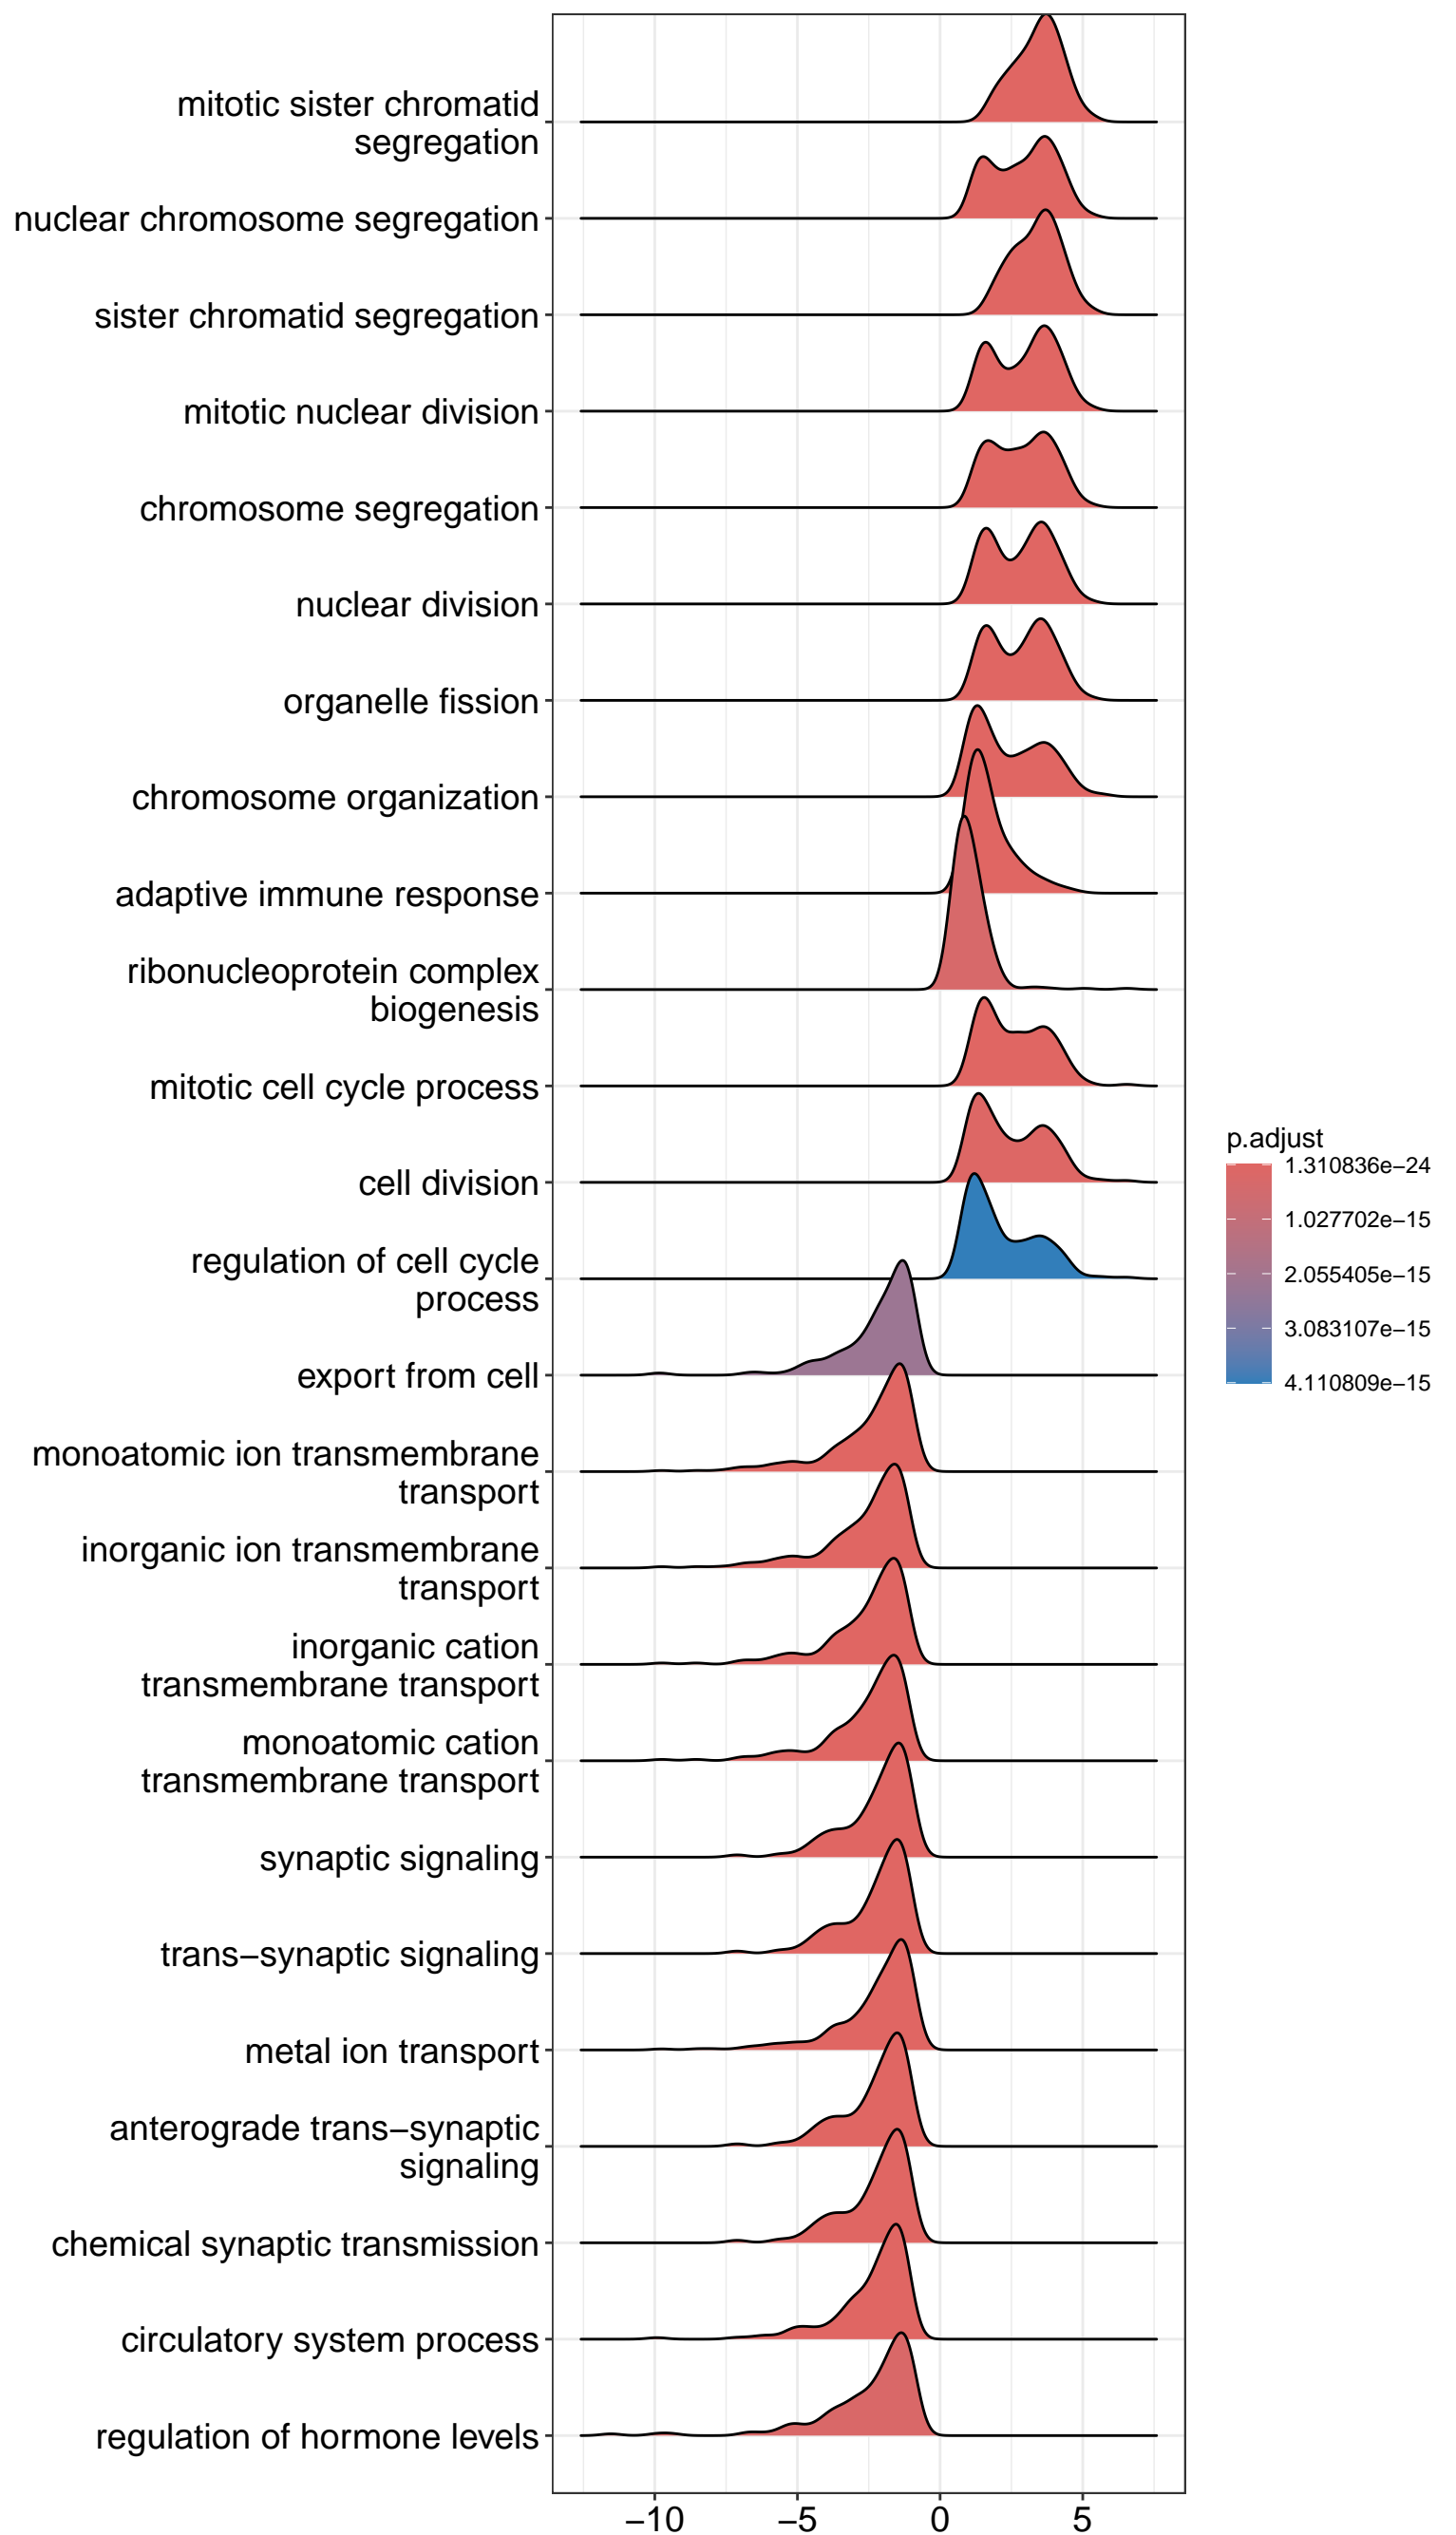 mitotic sister chromatid
segregation
nuclear chromosome segregation
sister chromatid segregation
mitotic nuclear division
chromosome segregation
nuclear division
organelle fission
chromosome organization
adaptive immune response
ribonucleoprotein complex
biogenesis
mitotic cell cycle process
cell division
regulation of cell cycle
process
export from cell
monoatomic ion transmembrane
transport
inorganic ion transmembrane
transport
inorganic cation
transmembrane transport
monoatomic cation
transmembrane transport
synaptic signaling
trans−synaptic signaling
metal ion transport
anterograde trans−synaptic
signaling
chemical synaptic transmission
circulatory system process
regulation of hormone levels
−10 −5 0 5
p.adjust
1.310836e−24
1.027702e−15
2.055405e−15
3.083107e−15
4.110809e−15